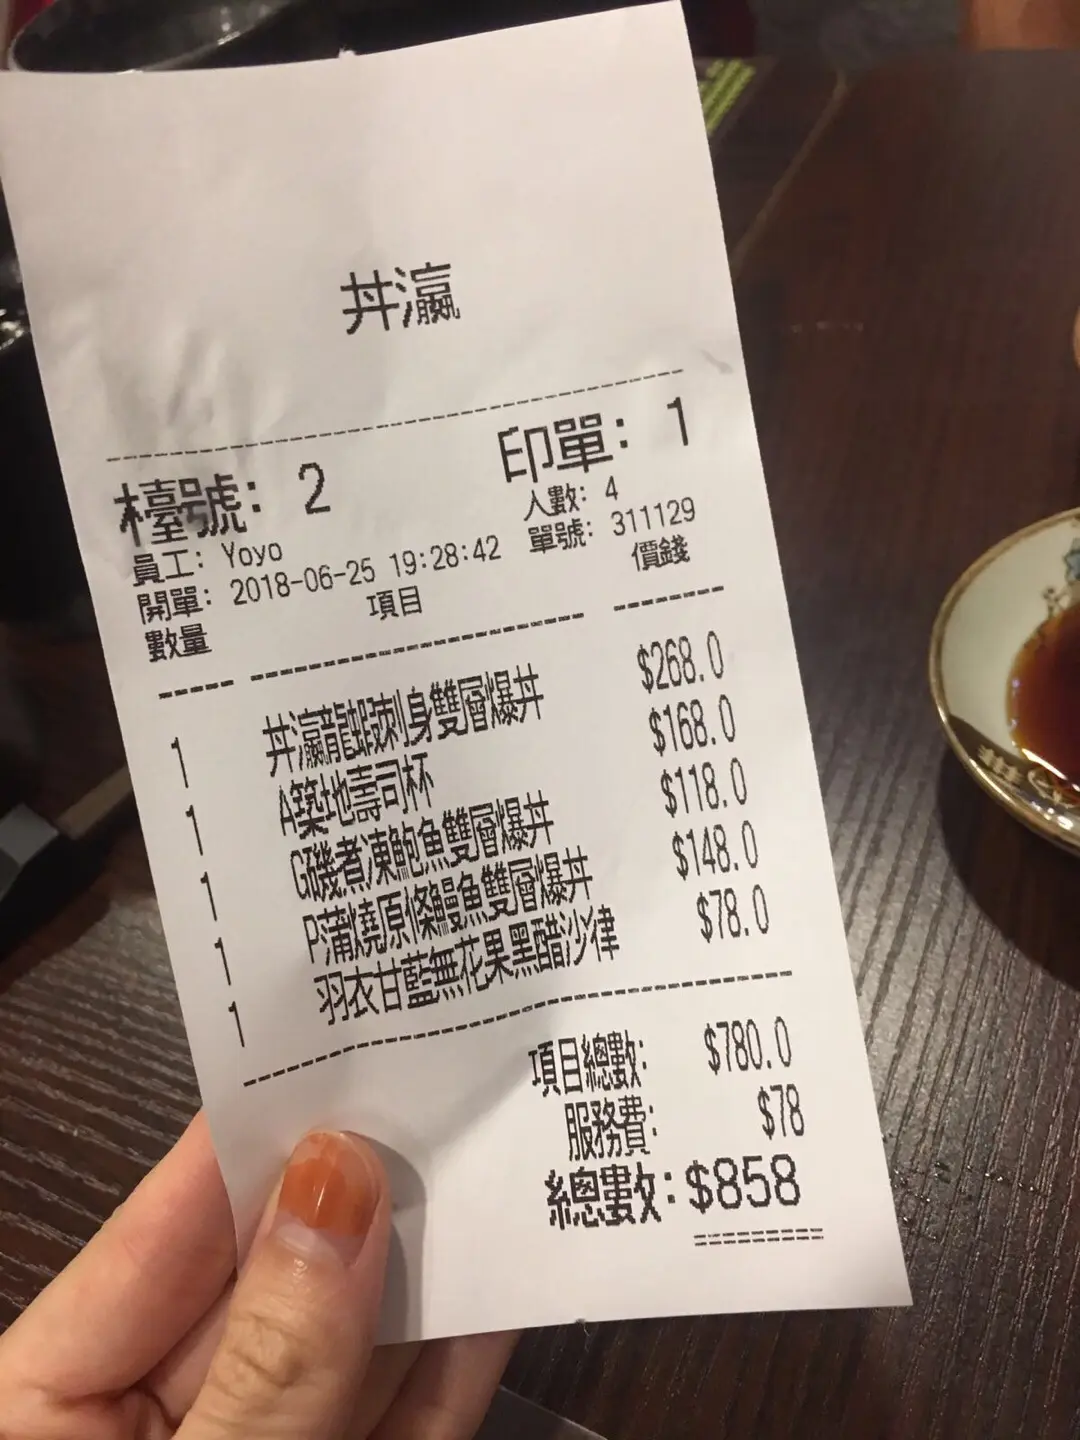 丼瀛
檯號: 2 印單: 1
員工: Yoyo 人數: 4
開單: 2018-06-25 19:28:42 單號: 311129
數量 項目 價錢
1 丼瀛龍蝦刺身雙層爆丼 $268.0
1 A築地壽司杯 $168.0
1 G磯煮凍鮑魚雙層爆丼 $118.0
1 P蒲燒原條鰻魚雙層爆丼 $148.0
1 羽衣甘藍無花果黑醋沙律 $78.0
項目總數: $780.0
服務費: $78
總數: $858